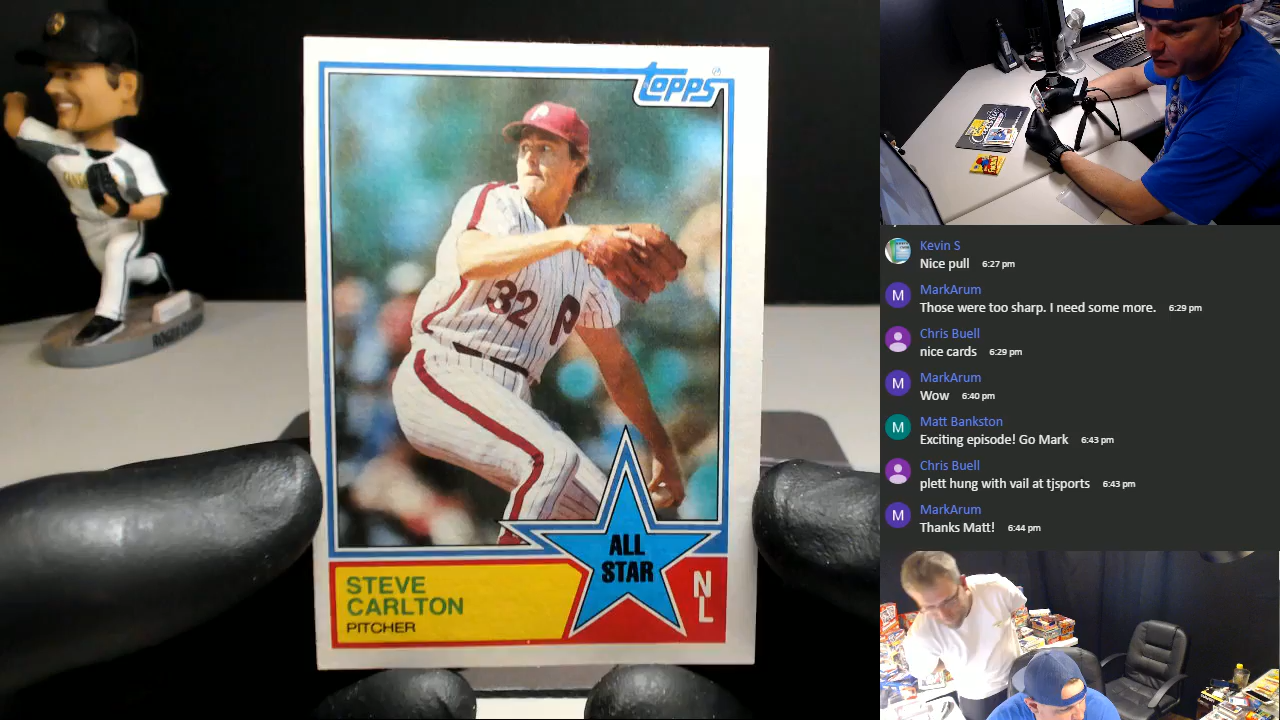 topps
32 P
P
ALL
STAR
STEVE
CARLTON
PITCHER
N
L
Kevin S
Nice pull 6:27 pm
M
MarkArum
Those were too sharp. I need some more. 6:29 pm
Chris Buell
nice cards 6:29 pm
M
MarkArum
Wow 6:40 pm
M
Matt Bankston
Exciting episode! Go Mark 6:43 pm
Chris Buell
plett hung with vail at tjsports 6:43 pm
M
MarkArum
Thanks Matt! 6:44 pm